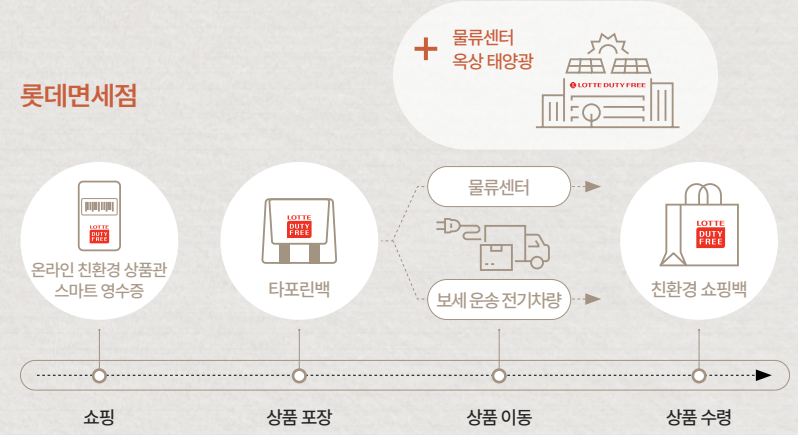 + 물류센터
옥상 태양광
LOTTE DUTY FREE
롯데면세점
LOTTE
DUTY
FREE
온라인 친환경 상품관
스마트 영수증
LOTTE
DUTY
FREE
타포린백
물류센터
보세 운송 전기차량
LOTTE
DUTY
FREE
친환경 쇼핑백
쇼핑
상품 포장
상품 이동
상품 수령